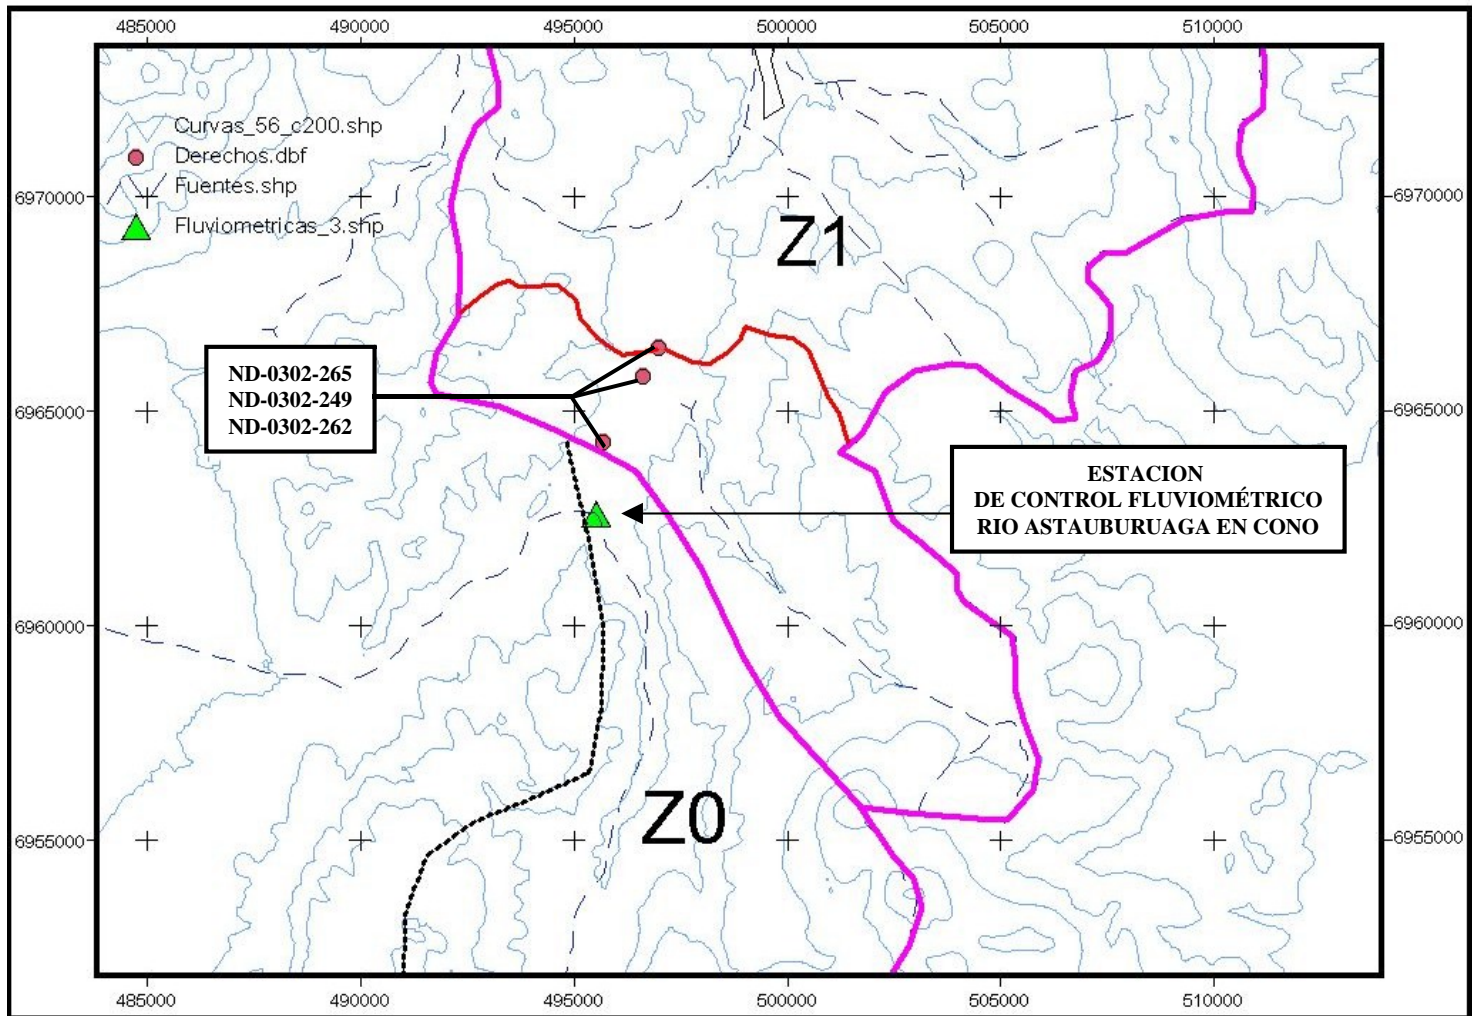 485000 490000 495000 500000 505000 510000
Curvas_56_c200.shp
Derechos.dbf
Fuentes.shp
Fluviometricas_3.shp
6970000 6970000
Z1
ND-0302-265
ND-0302-249
ND-0302-262
6965000 6965000
ESTACION
DE CONTROL FLUVIOMÉTRICO
RIO ASTAUBURUAGA EN CONO
6960000 6960000
Z0
6955000 6955000
485000 490000 495000 500000 505000 510000